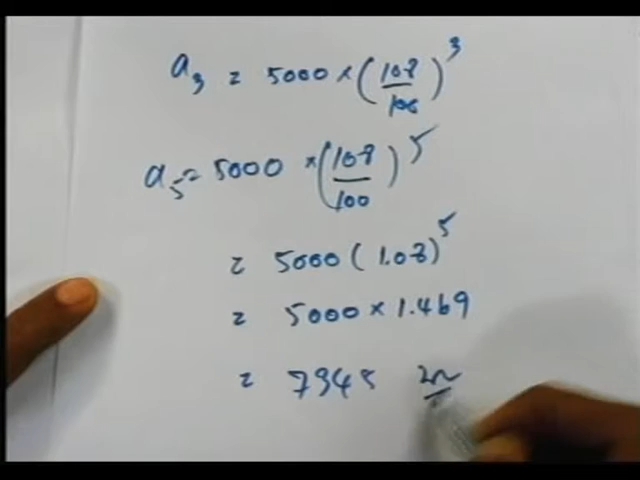 a₃ = 5000 × (108/100)³
a₅ = 5000 × (108/100)⁵
= 5000 (1.08)⁵
= 5000 × 1.469
= 7345